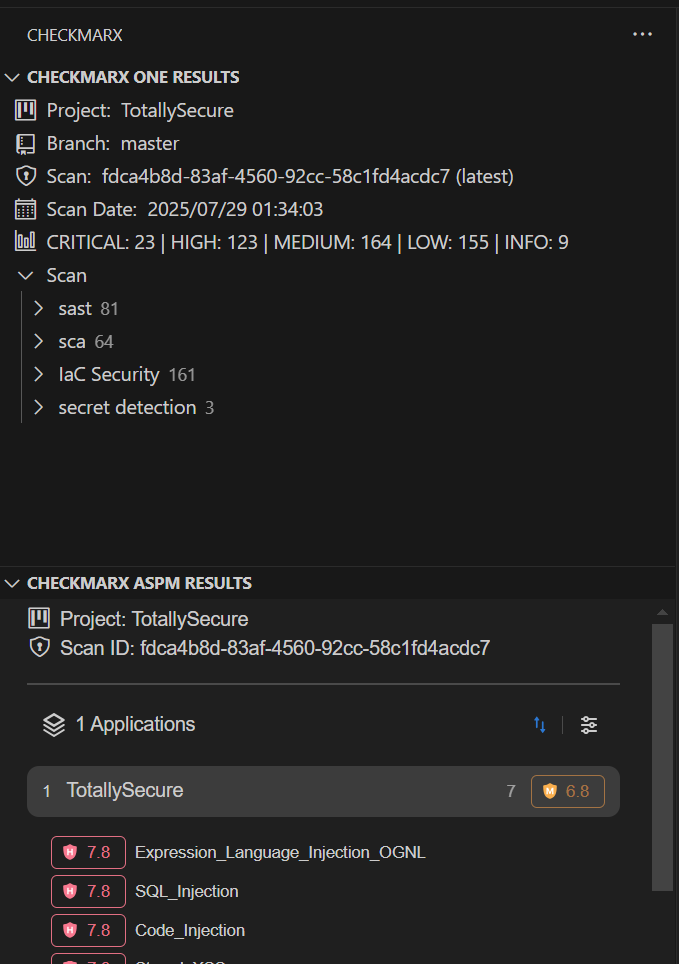 CHECKMARX
CHECKMARX ONE RESULTS
Project: TotallySecure
Branch: master
Scan: fdca4b8d-83af-4560-92cc-58c1fd4acdc7 (latest)
Scan Date: 2025/07/29 01:34:03
CRITICAL: 23 | HIGH: 123 | MEDIUM: 164 | LOW: 155 | INFO: 9
Scan
sast 81
sca 64
IaC Security 161
secret detection 3
CHECKMARX ASPM RESULTS
Project: TotallySecure
Scan ID: fdca4b8d-83af-4560-92cc-58c1fd4acdc7
1 Applications
1 TotallySecure 7 M 6.8
H 7.8 Expression_Language_Injection_OGNL
H 7.8 SQL_Injection
H 7.8 Code_Injection